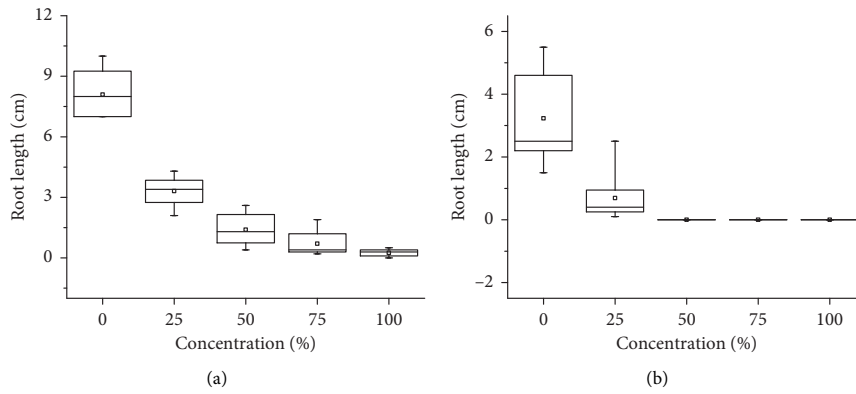 12
9
6
3
0
Root length (cm)
0 25 50 75 100
Concentration (%)
(a)
6
4
2
0
−2
Root length (cm)
0 25 50 75 100
Concentration (%)
(b)